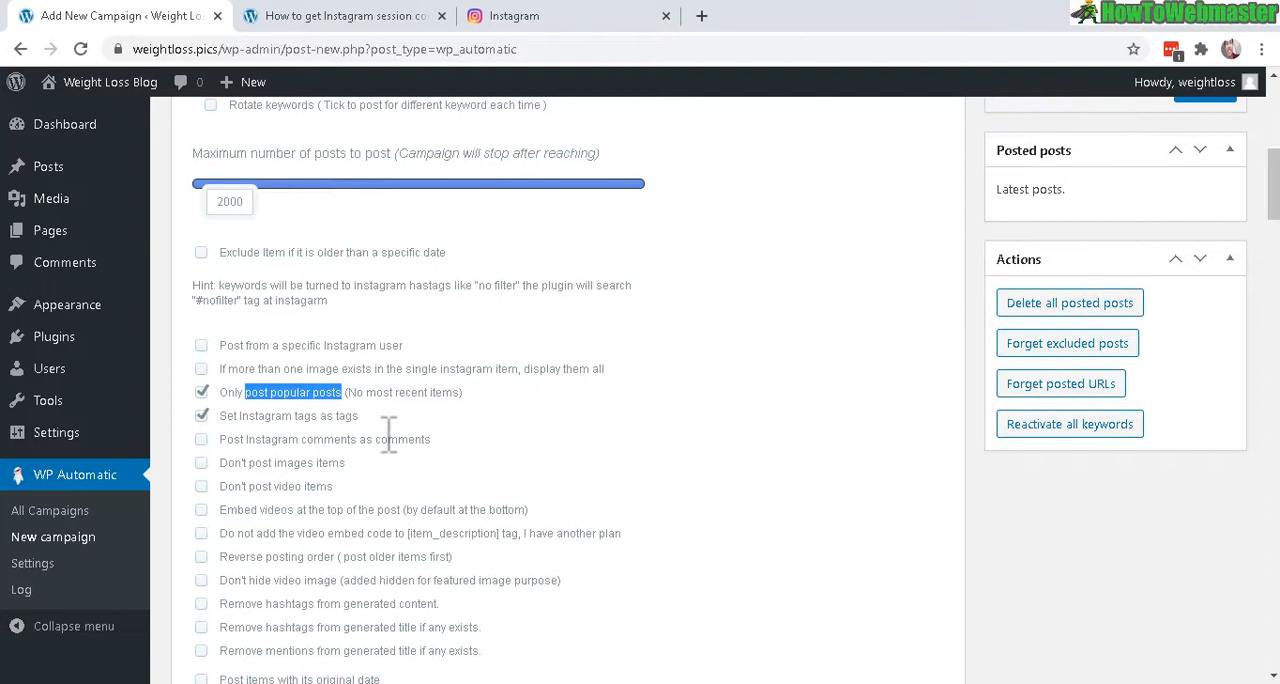 Add New Campaign ‹ Weight Lo
How to get Instagram session co
Instagram
HowToWebmaster
weightloss.pics/wp-admin/post-new.php?post_type=wp_automatic
1
Weight Loss Blog
0
New
Howdy, weightloss
Dashboard
Posts
Media
Pages
Comments
Appearance
Plugins
Users
Tools
Settings
WP Automatic
All Campaigns
New campaign
Settings
Log
Collapse menu
Rotate keywords ( Tick to post for different keyword each time )
Maximum number of posts to post (Campaign will stop after reaching)
2000
Exclude Item if it is older than a specific date
Hint: keywords will be turned to instagram hastags like "no filter" the plugin will search
"#nofilter" tag at instagarm
Post from a specific Instagram user
If more than one image exists in the single instagram item, display them all
Only post popular posts (No most recent items)
Set Instagram tags as tags
Post Instagram comments as comments
Don't post images items
Don't post video items
Embed videos at the top of the post (by default at the bottom)
Do not add the video embed code to [item_description] tag, I have another plan
Reverse posting order ( post older items first)
Don't hide video image (added hidden for featured image purpose)
Remove hashtags from generated content.
Remove hashtags from generated title if any exists.
Remove mentions from generated title if any exists.
Post items with its original date
Posted posts
Latest posts.
Actions
Delete all posted posts
Forget excluded posts
Forget posted URLs
Reactivate all keywords